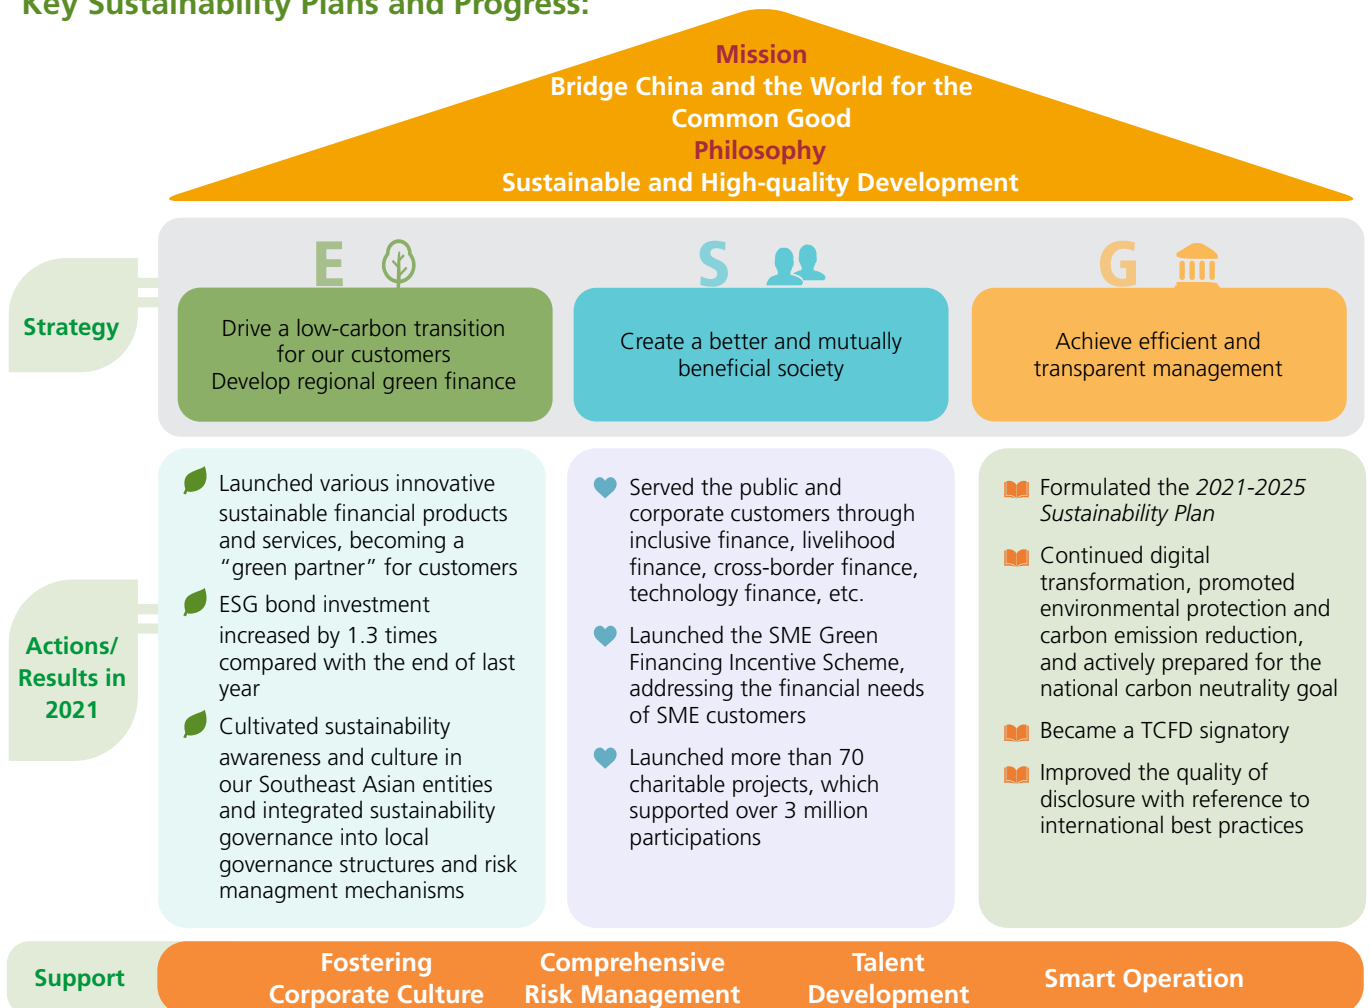 Key Sustainability Plans and Progress:
Mission
Bridge China and the World for the
Common Good
Philosophy
Sustainable and High-quality Development
Strategy
E
Drive a low-carbon transition
for our customers
Develop regional green finance
S
Create a better and mutually
beneficial society
G
Achieve efficient and
transparent management
Actions/
Results in
2021
Launched various innovative
sustainable financial products
and services, becoming a
“green partner” for customers
ESG bond investment
increased by 1.3 times
compared with the end of last
year
Cultivated sustainability
awareness and culture in
our Southeast Asian entities
and integrated sustainability
governance into local
governance structures and risk
managment mechanisms
Served the public and
corporate customers through
inclusive finance, livelihood
finance, cross-border finance,
technology finance, etc.
Launched the SME Green
Financing Incentive Scheme,
addressing the financial needs
of SME customers
Launched more than 70
charitable projects, which
supported over 3 million
participations
Formulated the 2021-2025
Sustainability Plan
Continued digital
transformation, promoted
environmental protection and
carbon emission reduction,
and actively prepared for the
national carbon neutrality goal
Became a TCFD signatory
Improved the quality of
disclosure with reference to
international best practices
Support
Fostering
Corporate Culture
Comprehensive
Risk Management
Talent
Development
Smart Operation